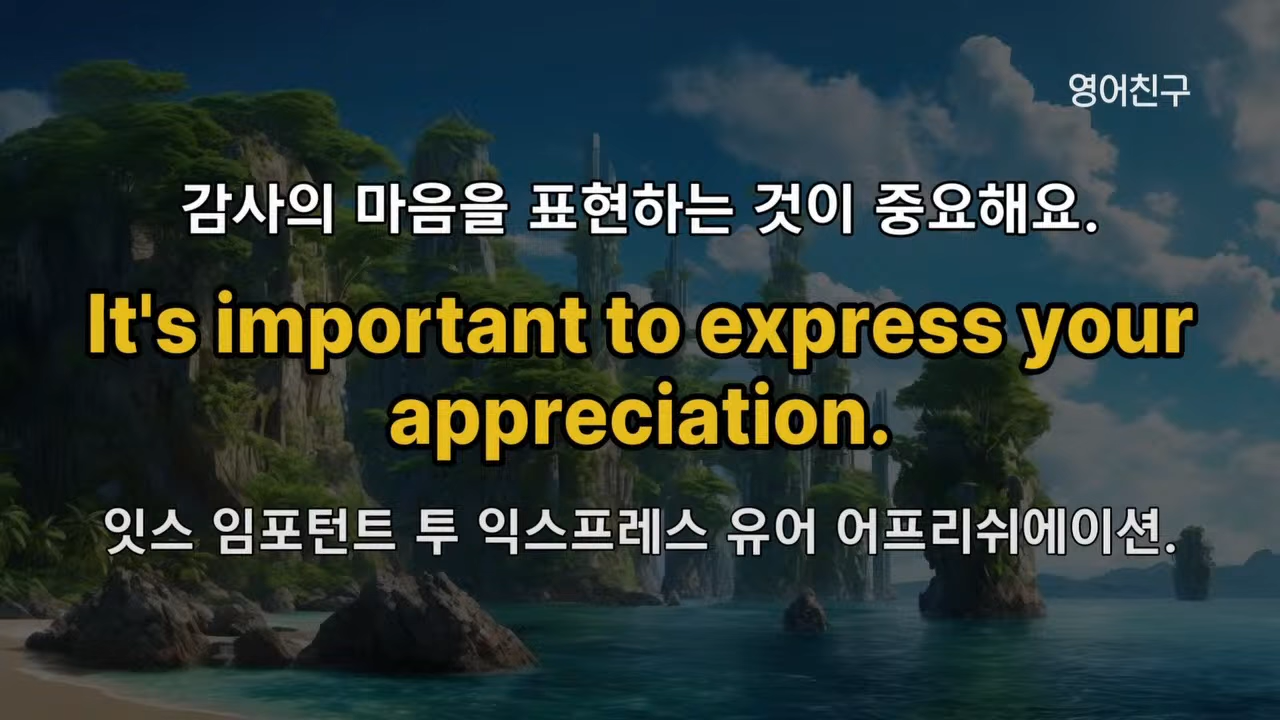 영어친구
감사의 마음을 표현하는 것이 중요해요.
It's important to express your
appreciation.
잇스 임포턴트 투 익스프레스 유어 어프리쉬에이션.